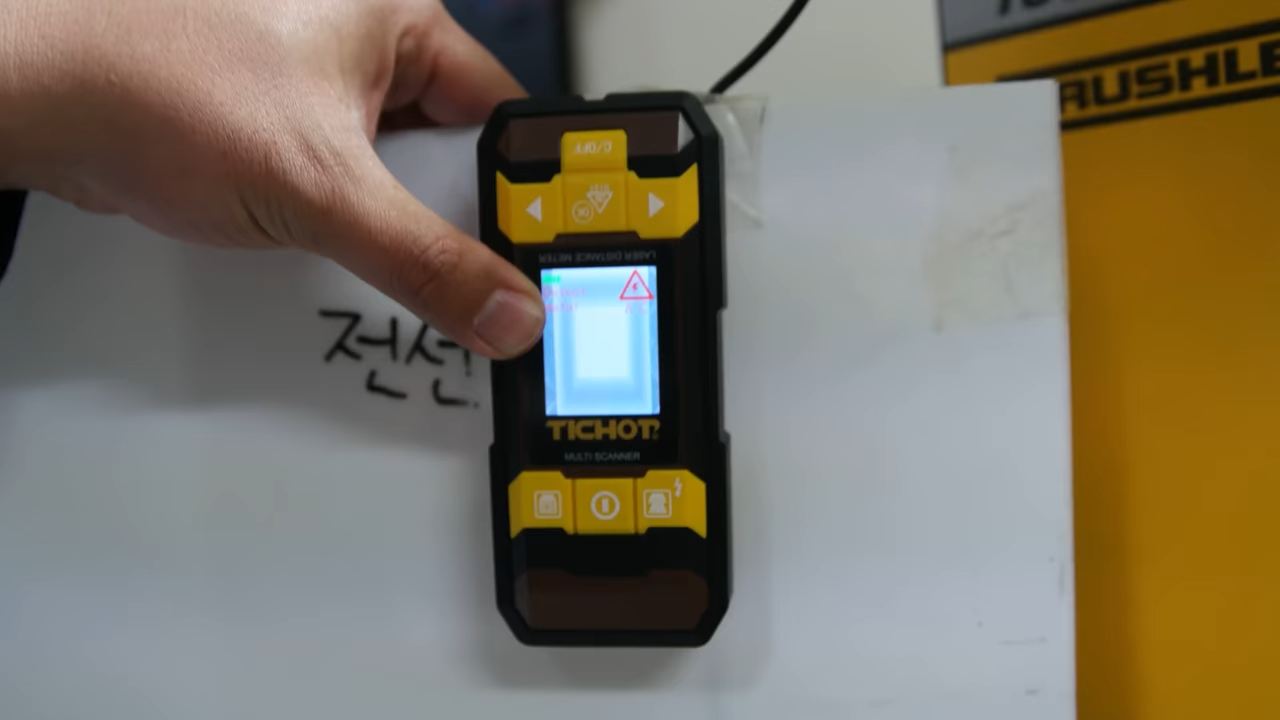 RUSHLE
C/OFF
LASER DISTANCE METER
전선
TICHOT
MULTI SCANNER